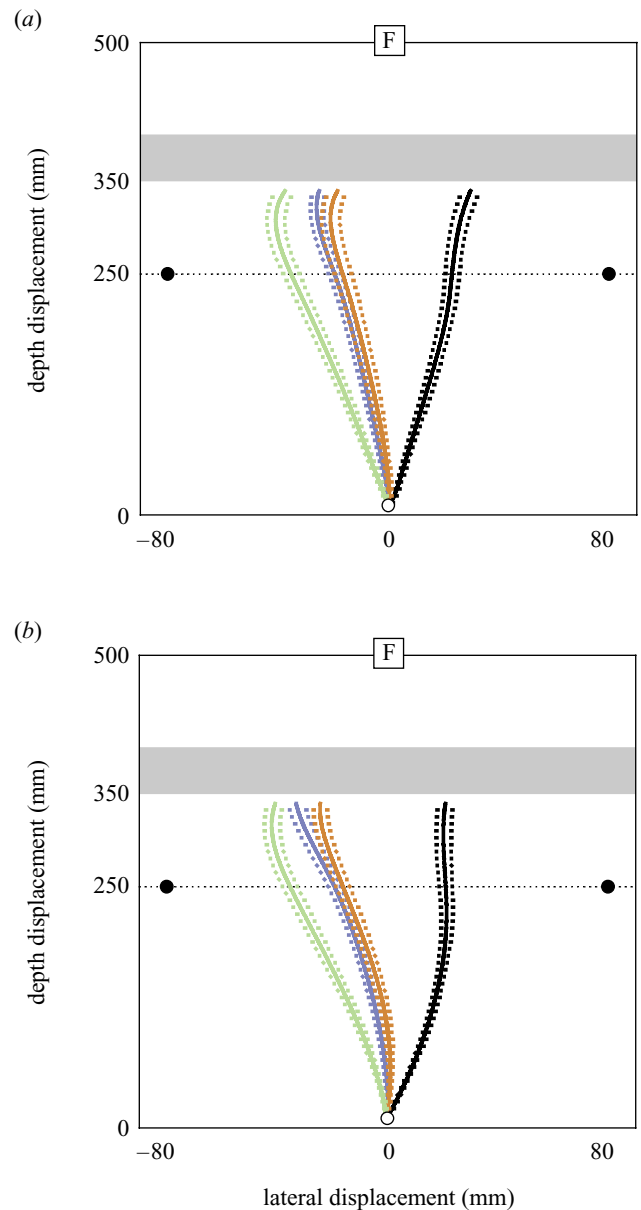 (a)
500
F
350
250
0
depth displacement (mm)
–80
0
80
(b)
500
F
350
250
0
depth displacement (mm)
–80
0
80
lateral displacement (mm)